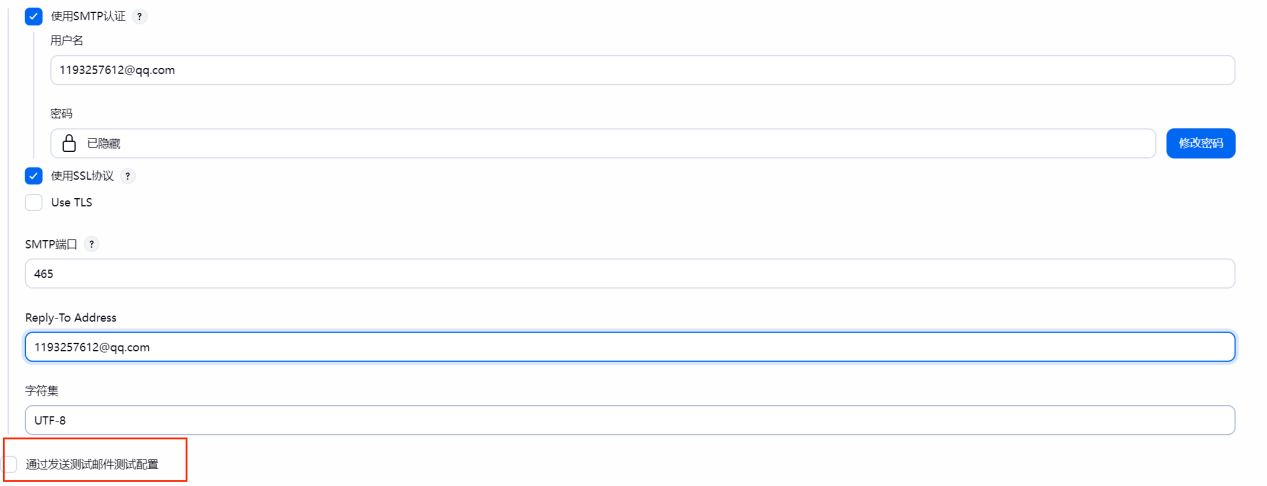 使用SMTP认证 ?
用户名
1193257612@qq.com
密码
已隐藏
修改密码
使用SSL协议 ?
Use TLS
SMTP端口 ?
465
Reply-To Address
1193257612@qq.com
字符集
UTF-8
通过发送测试邮件测试配置